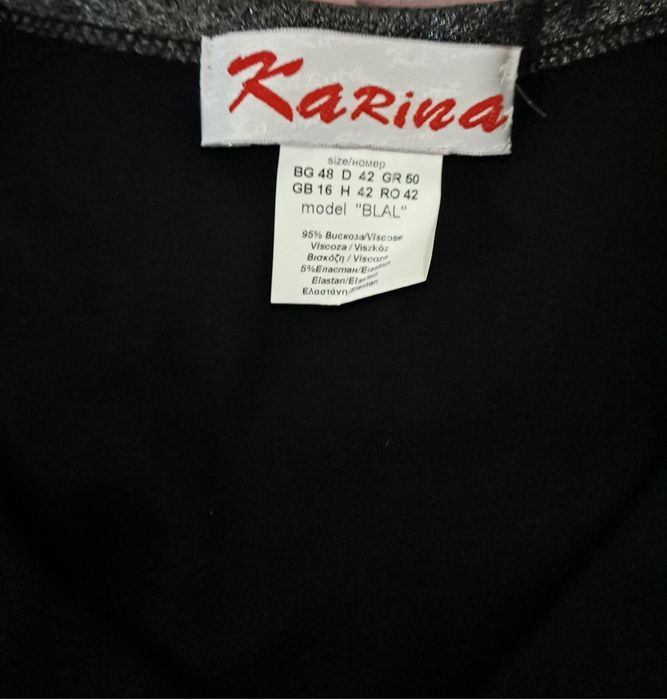 Karina
size/номер
BG 48 D 42 GR 50
GB 16 H 42 RO 42
model "BLAL"
95% Вискоза/Viscose
Viscoza / Viszkóz
Βισκόζη / Viscoza
5%Еластан/Elastan
Elastan/Elastan
Ελαστάνη/Elastan